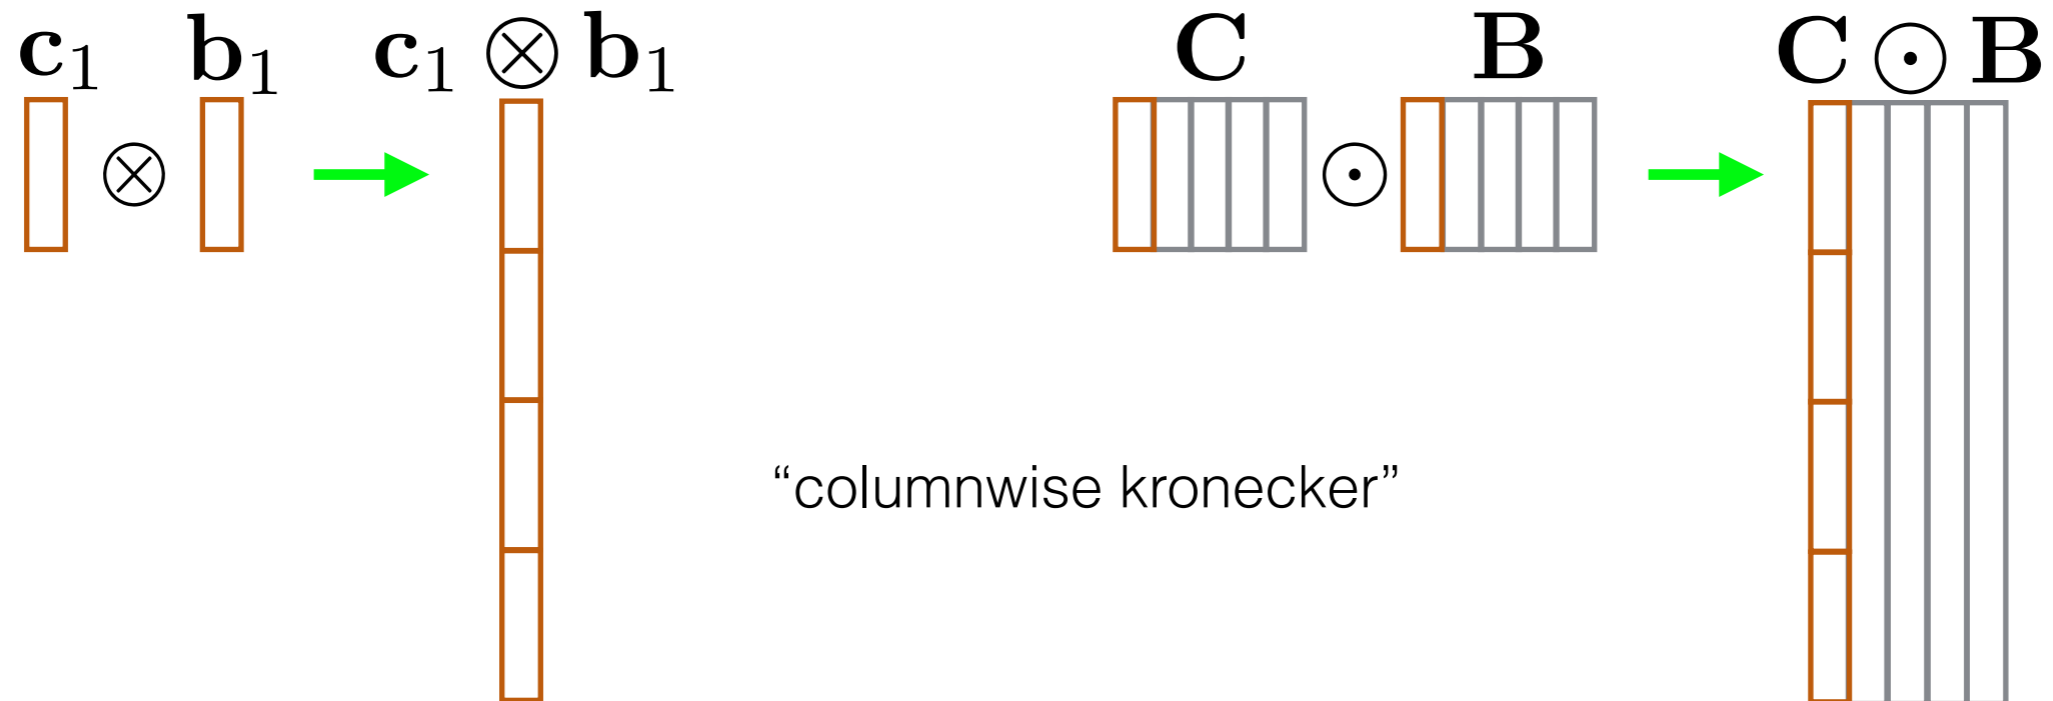 c₁ b₁ c₁ ⊗ b₁ C B C ⊙ B
⊗ ⊙
“columnwise kronecker”